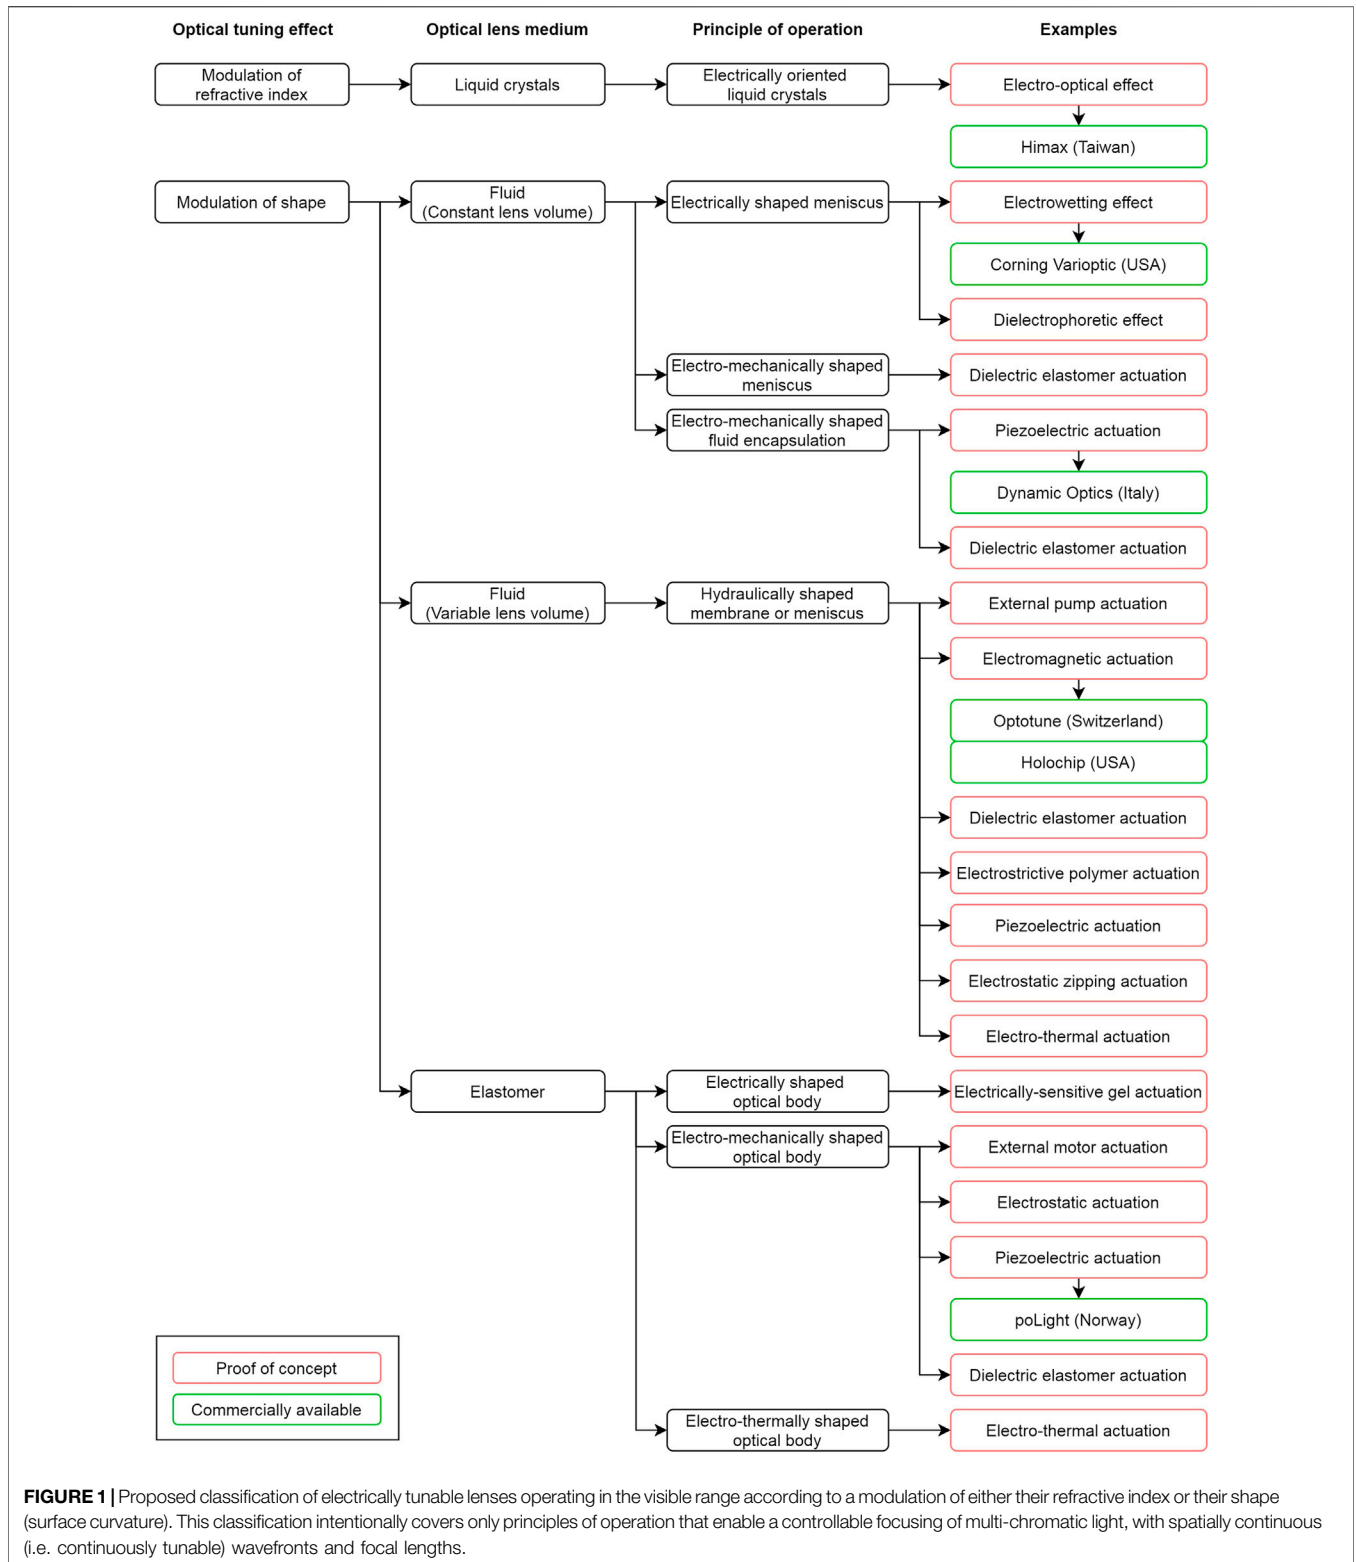 Optical tuning effect
Optical lens medium
Principle of operation
Examples
Modulation of
refractive index
Liquid crystals
Electrically oriented
liquid crystals
Electro-optical effect
Himax (Taiwan)
Modulation of shape
Fluid
(Constant lens volume)
Electrically shaped meniscus
Electrowetting effect
Corning Varioptic (USA)
Dielectrophoretic effect
Electro-mechanically shaped
meniscus
Dielectric elastomer actuation
Electro-mechanically shaped
fluid encapsulation
Piezoelectric actuation
Dynamic Optics (Italy)
Dielectric elastomer actuation
Fluid
(Variable lens volume)
Hydraulically shaped
membrane or meniscus
External pump actuation
Electromagnetic actuation
Optotune (Switzerland)
Holochip (USA)
Dielectric elastomer actuation
Electrostrictive polymer actuation
Piezoelectric actuation
Electrostatic zipping actuation
Electro-thermal actuation
Elastomer
Electrically shaped
optical body
Electrically-sensitive gel actuation
Electro-mechanically shaped
optical body
External motor actuation
Electrostatic actuation
Piezoelectric actuation
poLight (Norway)
Dielectric elastomer actuation
Electro-thermally shaped
optical body
Electro-thermal actuation
Proof of concept
Commercially available
FIGURE 1 | Proposed classification of electrically tunable lenses operating in the visible range according to a modulation of either their refractive index or their shape
(surface curvature). This classification intentionally covers only principles of operation that enable a controllable focusing of multi-chromatic light, with spatially continuous
(i.e. continuously tunable) wavefronts and focal lengths.